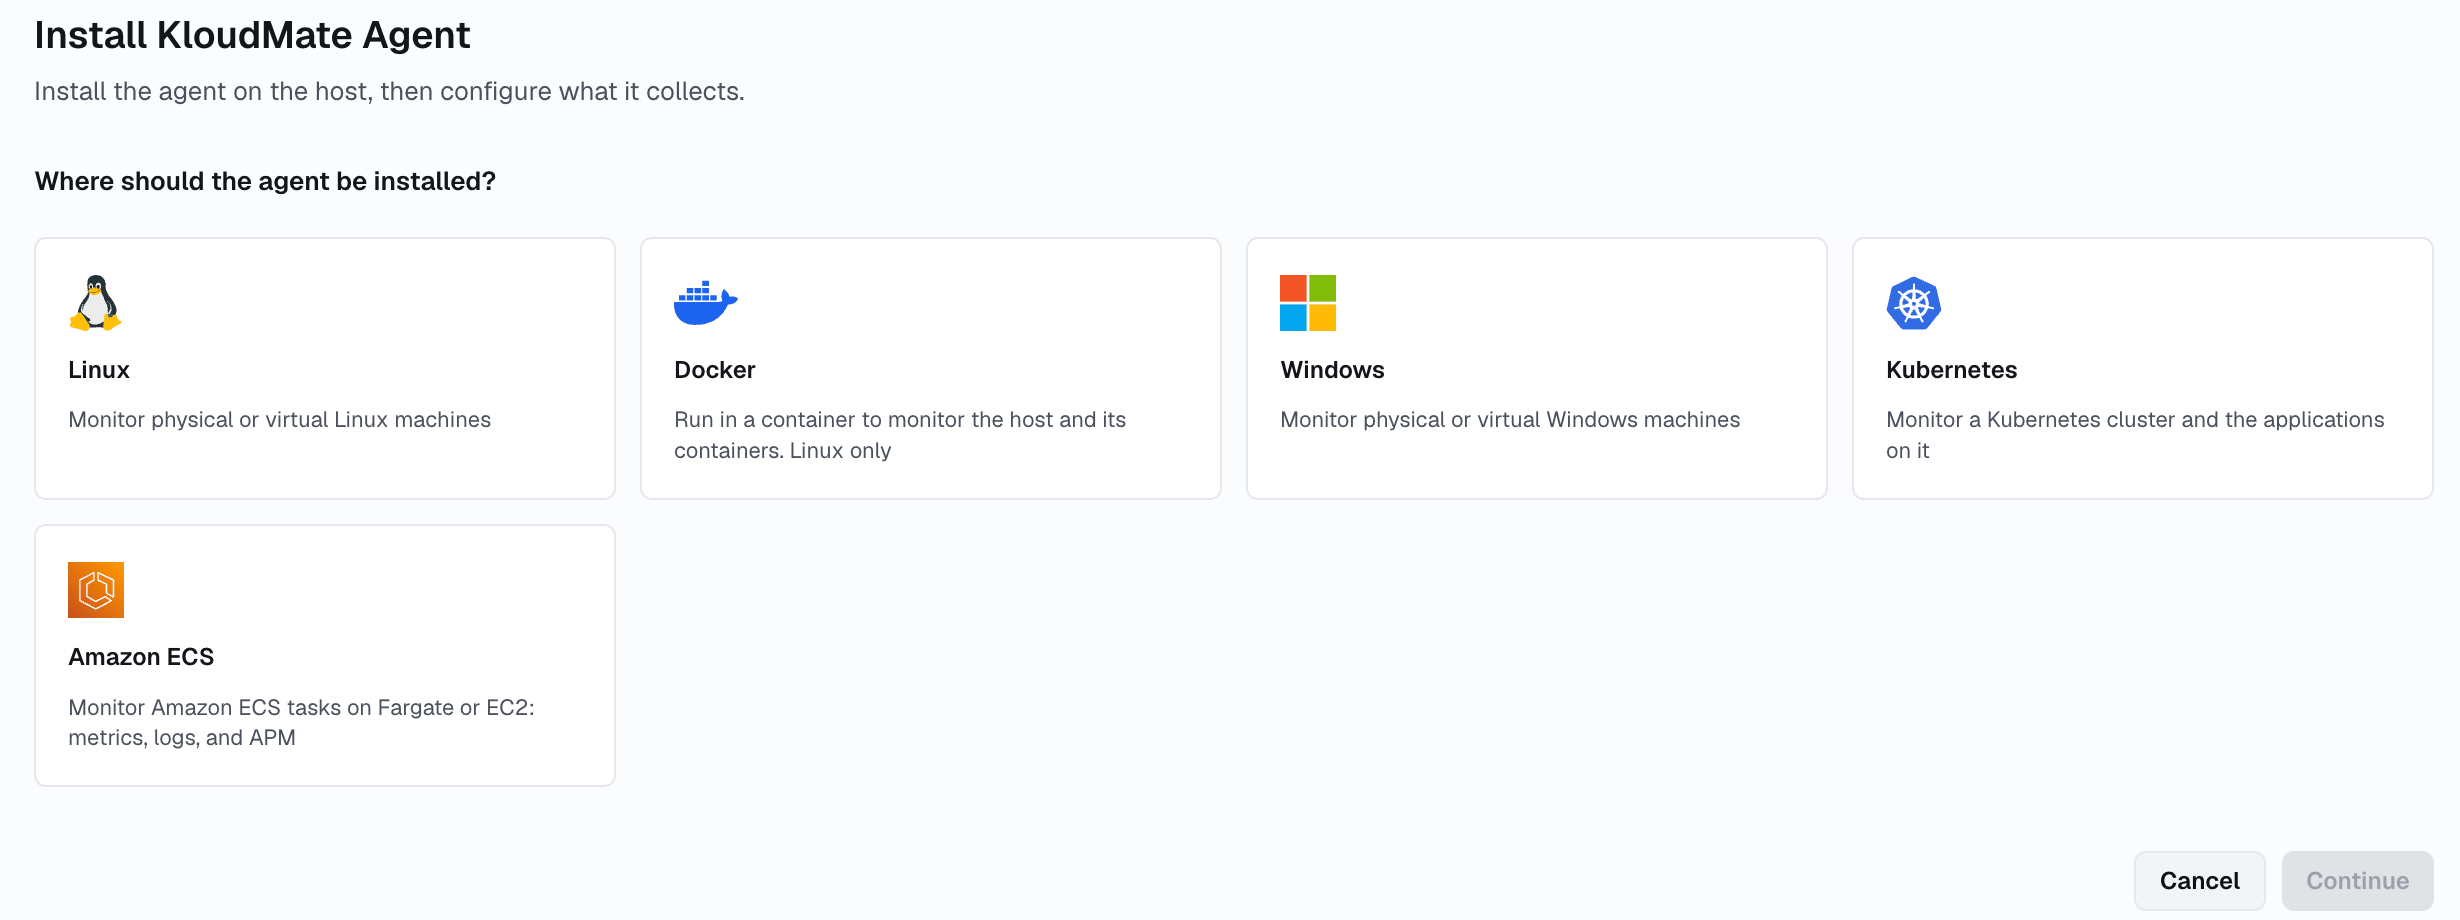 Install KloudMate Agent
Install the agent on the host, then configure what it collects.
Where should the agent be installed?
Linux
Monitor physical or virtual Linux machines
Docker
Run in a container to monitor the host and its
containers. Linux only
Windows
Monitor physical or virtual Windows machines
Kubernetes
Monitor a Kubernetes cluster and the applications
on it
Amazon ECS
Monitor Amazon ECS tasks on Fargate or EC2:
metrics, logs, and APM
Cancel
Continue